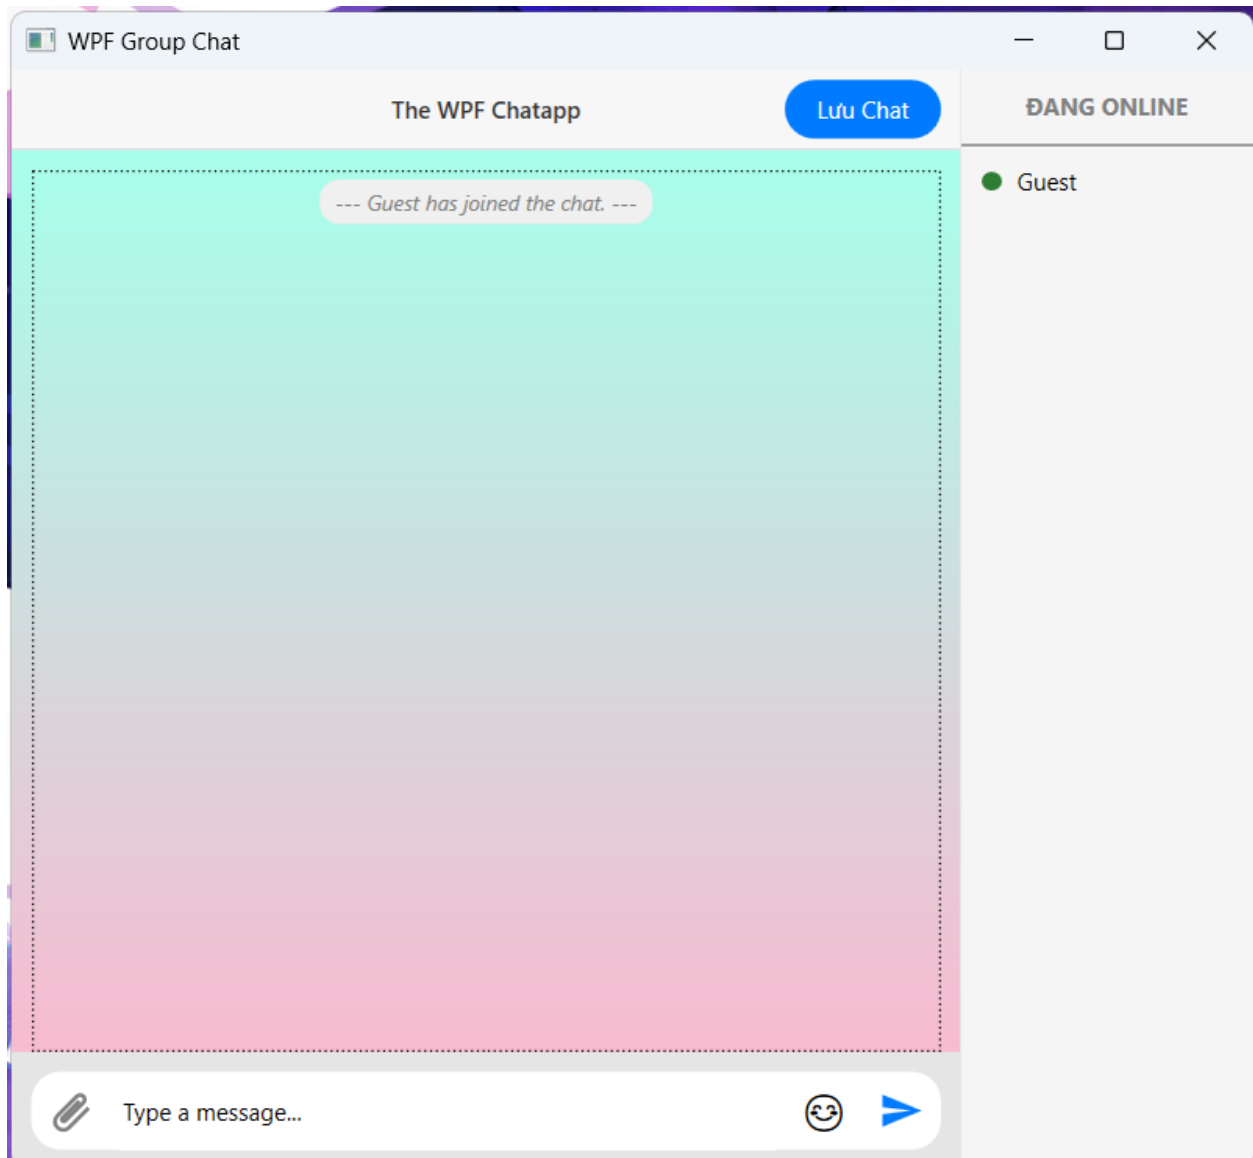 WPF Group Chat
The WPF Chatapp
Lưu Chat
ĐANG ONLINE
--- Guest has joined the chat. ---
Guest
Type a message...